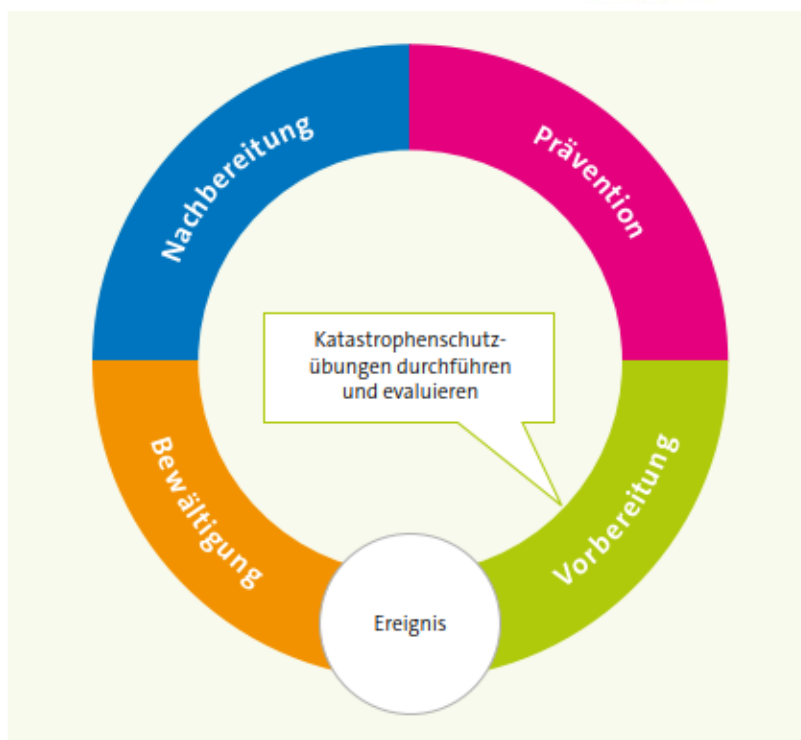 Nachbereitung
Prävention
Katastrophenschutz-
übungen durchführen
und evaluieren
Bewältigung
Vorbereitung
Ereignis